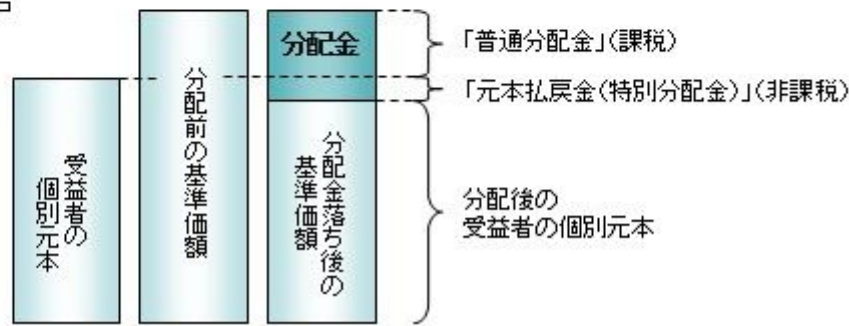 受益者の
個別元本
分配前の基準価額
分配金
分配金落ち後の
基準価額
「普通分配金」(課税)
「元本払戻金(特別分配金)」(非課税)
分配後の
受益者の個別元本